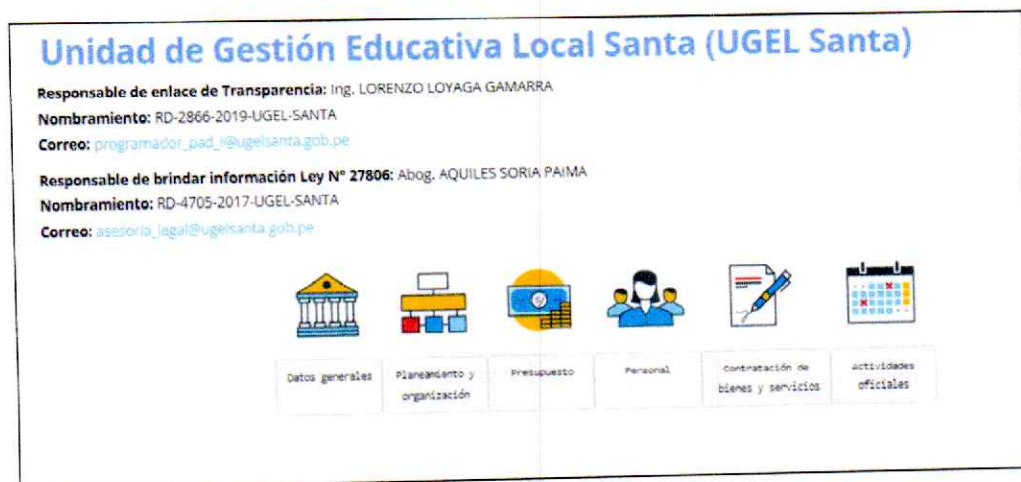 Unidad de Gestión Educativa Local Santa (UGEL Santa)
Responsable de enlace de Transparencia: Ing. LORENZO LOYAGA GAMARRA
Nombramiento: RD-2866-2019-UGEL-SANTA
Correo: programador_pad_i@ugelsanta.gob.pe
Responsable de brindar información Ley Nº 27806: Abog. AQUILES SORIA PAIMA
Nombramiento: RD-4705-2017-UGEL-SANTA
Correo: asesoria_legal@ugelsanta.gob.pe
Datos generales
Planeamiento y
organización
Presupuesto
Personal
Contratación de
bienes y servicios
Actividades
oficiales